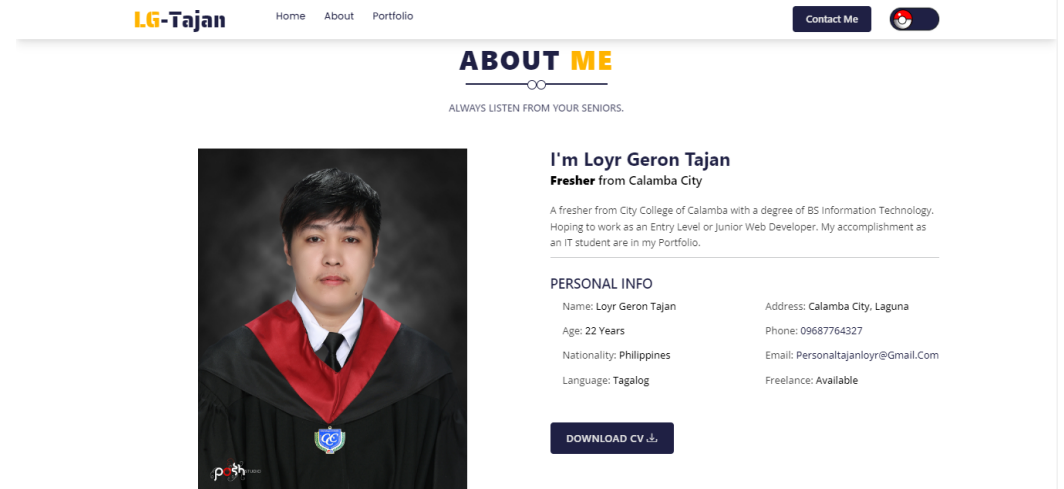 LG-Tajan
Home About Portfolio
Contact Me
ABOUT ME
ALWAYS LISTEN FROM YOUR SENIORS.
I'm Loyr Geron Tajan
Fresher from Calamba City
A fresher from City College of Calamba with a degree of BS Information Technology.
Hoping to work as an Entry Level or Junior Web Developer. My accomplishment as
an IT student are in my Portfolio.
PERSONAL INFO
Name: Loyr Geron Tajan
Address: Calamba City, Laguna
Age: 22 Years
Phone: 09687764327
Nationality: Philippines
Email: Personaltajanloyr@Gmail.Com
Language: Tagalog
Freelance: Available
DOWNLOAD CV
posh STUDIO